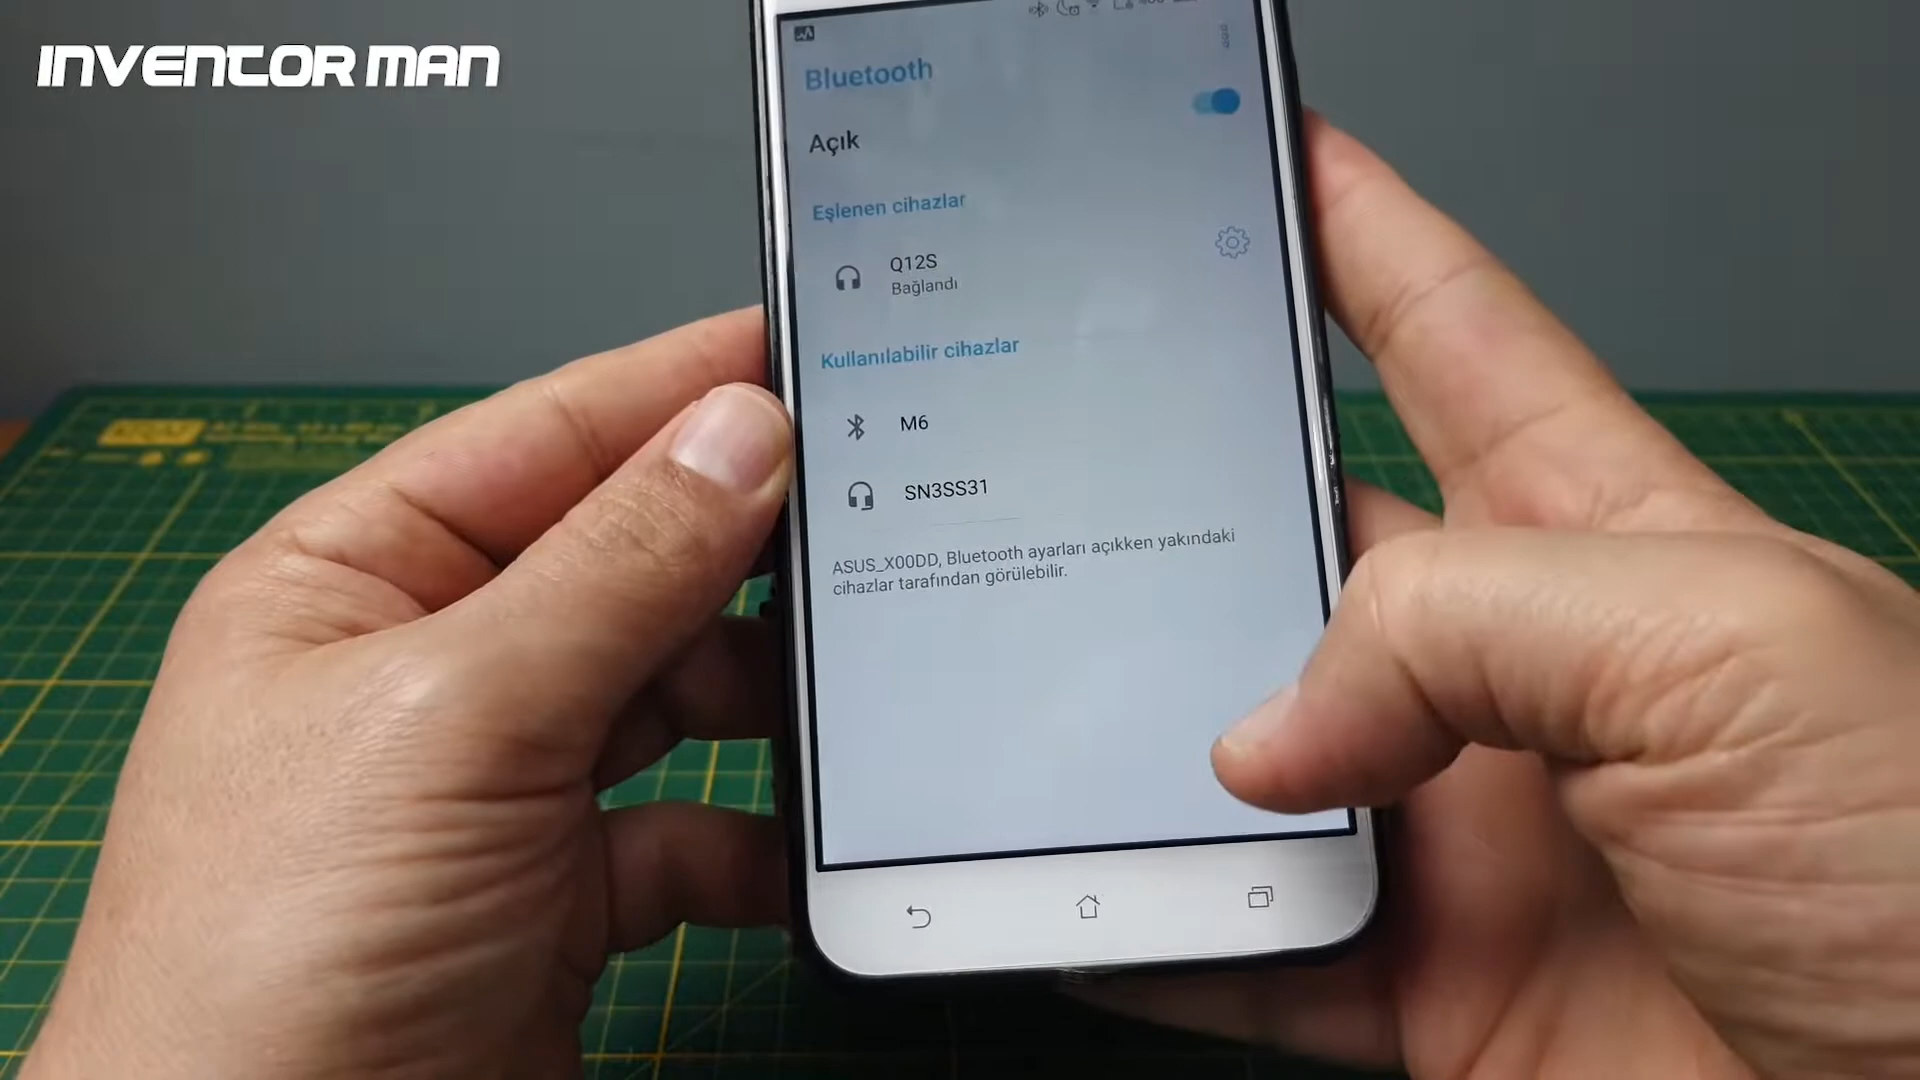 INVENTOR MAN
Bluetooth
Açık
Eşlenen cihazlar
Q12S
Bağlandı
Kullanılabilir cihazlar
M6
SN3SS31
ASUS_X00DD, Bluetooth ayarları açıkken yakındaki
cihazlar tarafından görülebilir.